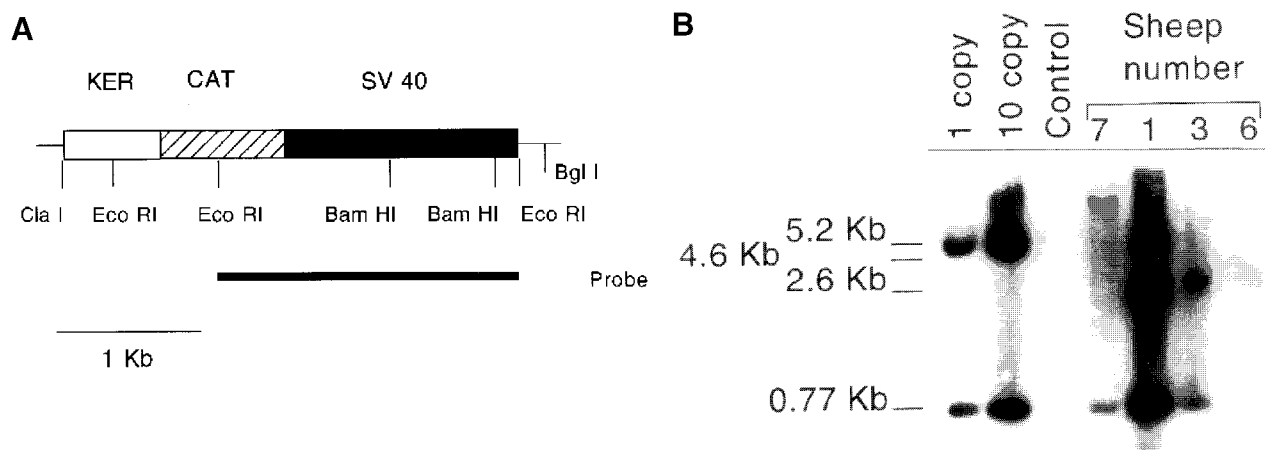 A
KER CAT SV 40
Bgl I
Cla I Eco RI Eco RI Bam HI Bam HI Eco RI
Probe
1 Kb
B
1 copy
10 copy
Control
Sheep
number
7 1 3 6
5.2 Kb
4.6 Kb
2.6 Kb
0.77 Kb